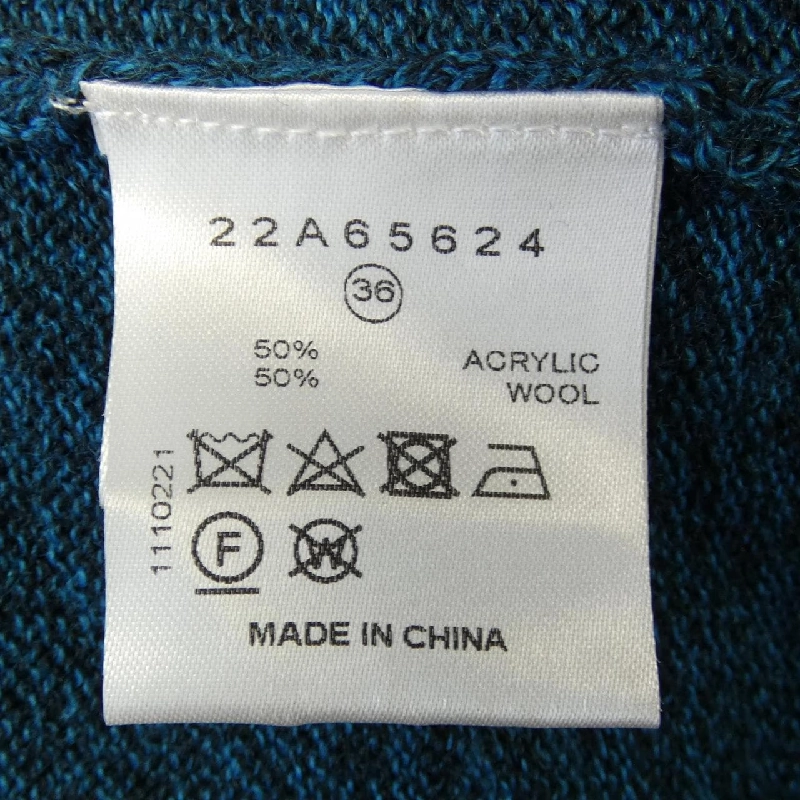 22A65624
36
50% ACRYLIC
50% WOOL
1110221
F
W
MADE IN CHINA